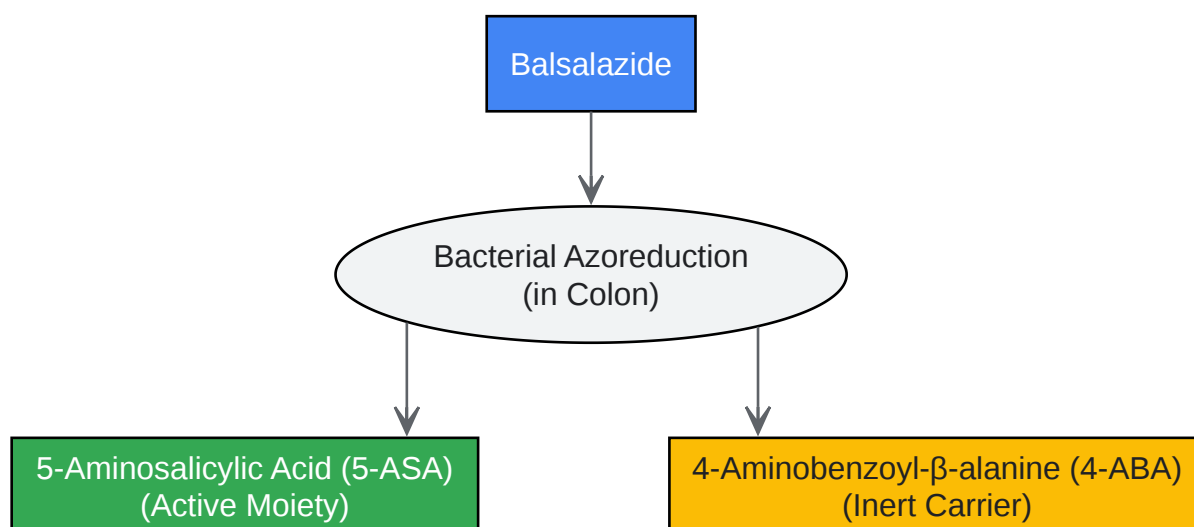 Balsalazide
Bacterial Azoreduction
(in Colon)
5-Aminosalicylic Acid (5-ASA)
(Active Moiety)
4-Aminobenzoyl-β-alanine (4-ABA)
(Inert Carrier)